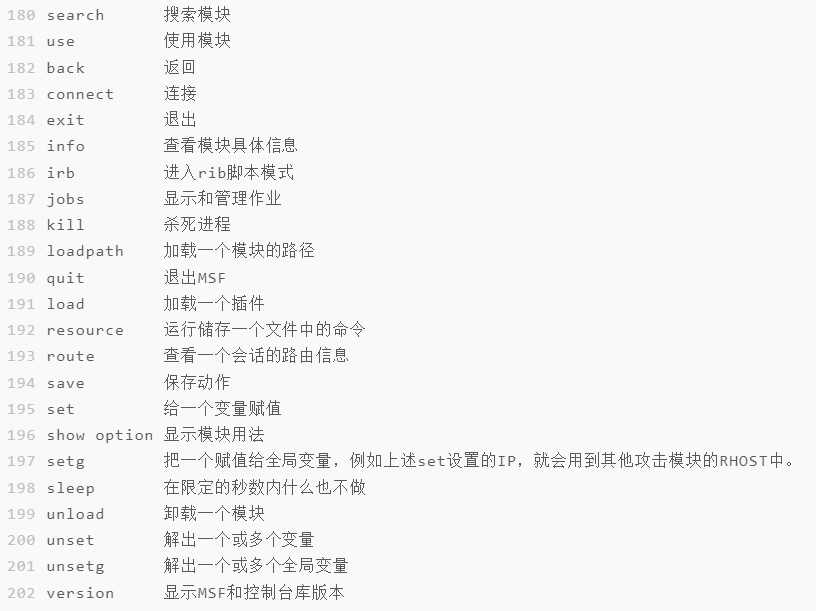 180 search 搜索模块
181 use 使用模块
182 back 返回
183 connect 连接
184 exit 退出
185 info 查看模块具体信息
186 irb 进入rib脚本模式
187 jobs 显示和管理作业
188 kill 杀死进程
189 loadpath 加载一个模块的路径
190 quit 退出MSF
191 load 加载一个插件
192 resource 运行储存一个文件中的命令
193 route 查看一个会话的路由信息
194 save 保存动作
195 set 给一个变量赋值
196 show option 显示模块用法
197 setg 把一个赋值给全局变量，例如上述set设置的IP，就会用到其他攻击模块的RHOST中。
198 sleep 在限定的秒数内什么也不做
199 unload 卸载一个模块
200 unset 解出一个或多个变量
201 unsetg 解出一个或多个全局变量
202 version 显示MSF和控制台库版本